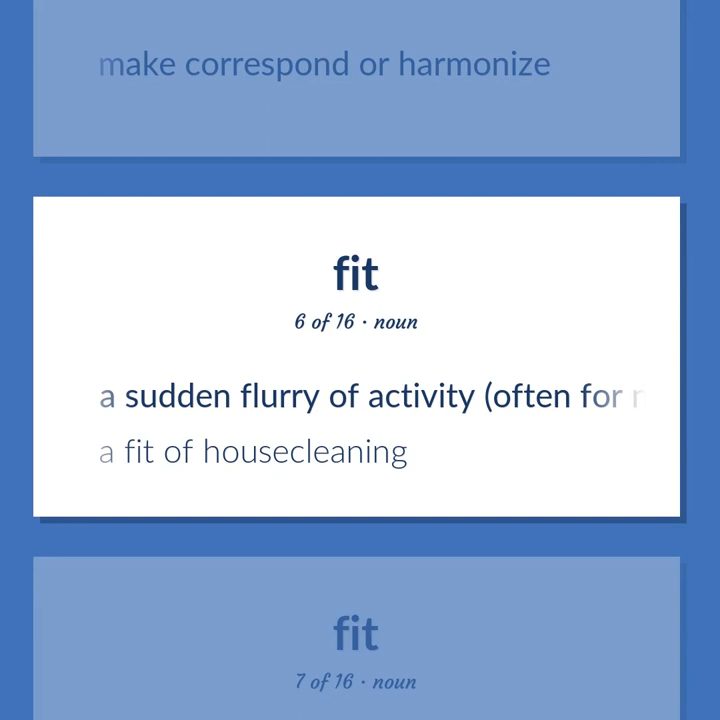 make correspond or harmonize
fit
6 of 16 · noun
a sudden flurry of activity (often for
a fit of housecleaning
fit
7 of 16 · noun